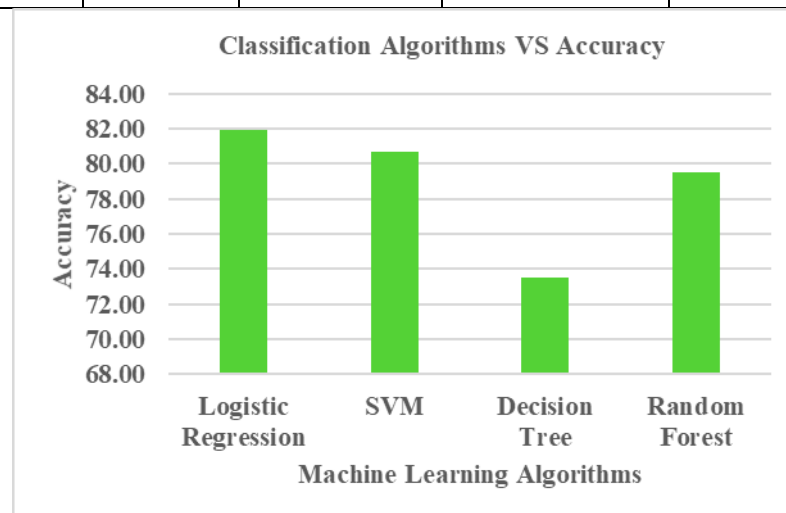 Classification Algorithms VS Accuracy
84.00
82.00
80.00
78.00
76.00
74.00
72.00
70.00
68.00
Accuracy
Logistic
Regression
SVM
Decision
Tree
Random
Forest
Machine Learning Algorithms